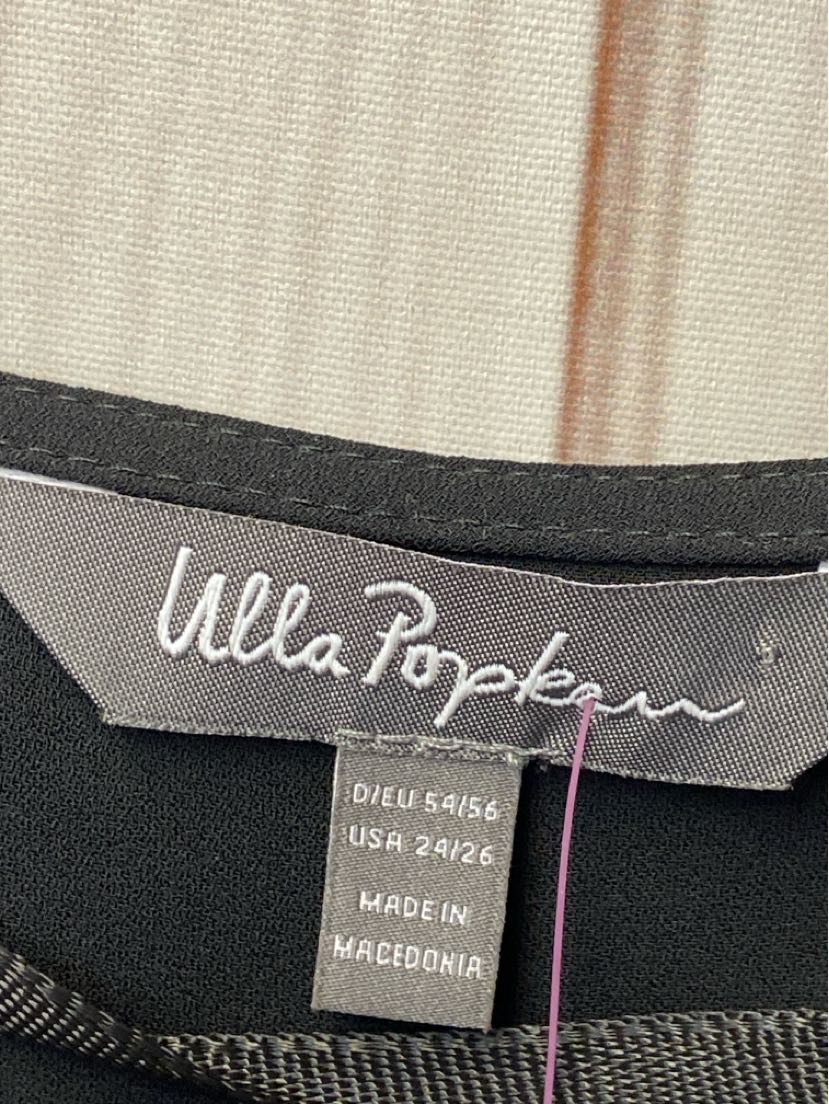 Ulla Popken
D/EU 54/56
USA 24/26
MADE IN
MACEDONIA